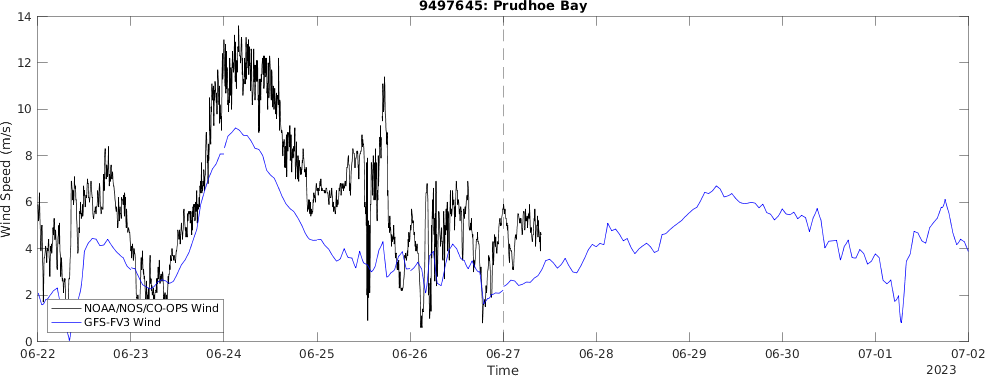 9497645: Prudhoe Bay
Wind Speed (m/s)
14
12
10
8
6
4
2
0
NOAA/NOS/CO-OPS Wind
GFS-FV3 Wind
06-22 06-23 06-24 06-25 06-26 06-27 06-28 06-29 06-30 07-01 07-02
Time
2023